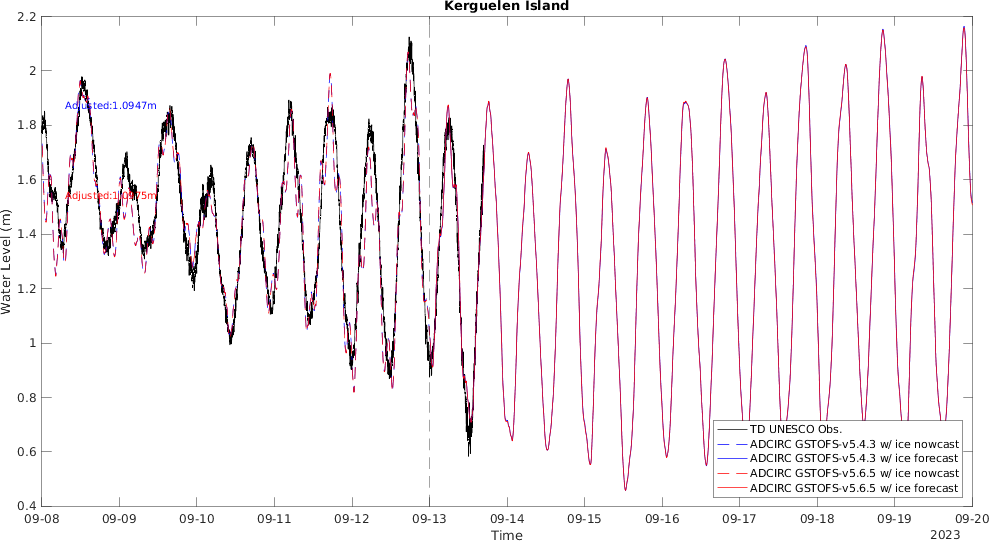 Kerguelen Island
2.2
2
1.8
1.6
1.4
1.2
1
0.8
0.6
0.4
Water Level (m)
Adjusted:1.0947m
TD UNESCO Obs.
ADCIRC GSTOFS-v5.4.3 w/ ice nowcast
ADCIRC GSTOFS-v5.4.3 w/ ice forecast
ADCIRC GSTOFS-v5.6.5 w/ ice nowcast
ADCIRC GSTOFS-v5.6.5 w/ ice forecast
09-08 09-09 09-10 09-11 09-12 09-13 09-14 09-15 09-16 09-17 09-18 09-19 09-20
Time
2023